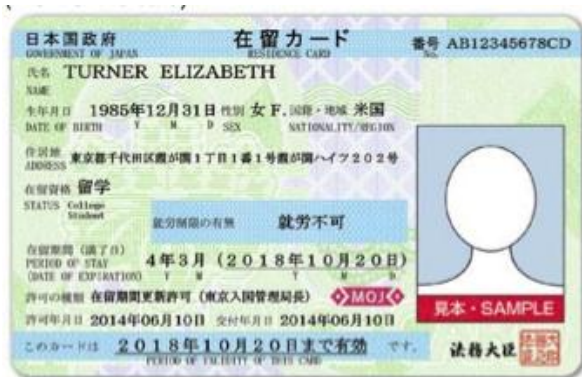 日本国政府 在留カード 番号 AB12345678CD
GOVERNMENT OF JAPAN RESIDENCE CARD No.
氏名 TURNER ELIZABETH
NAME
生年月日 1985年12月31日 性別 女 F. 国籍・地域 米国
DATE OF BIRTH Y M D SEX NATIONALITY/REGION
住居地 東京都千代田区霞が関1丁目1番1号霞が関ハイツ202号
ADDRESS
在留資格 留学
STATUS College
Student
就労制限の有無 就労不可
在留期間(満了日) 4年3月(2018年10月20日)
PERIOD OF STAY
(DATE OF EXPIRATION) Y M Y M D
許可の種類 在留期間更新許可(東京入国管理局長) MOJ
許可年月日 2014年06月10日 交付年月日 2014年06月10日
見本・SAMPLE
このカードは 2018年10月20日まで有効 です。
PERIOD OF VALIDITY OF THIS CARD
法務大臣